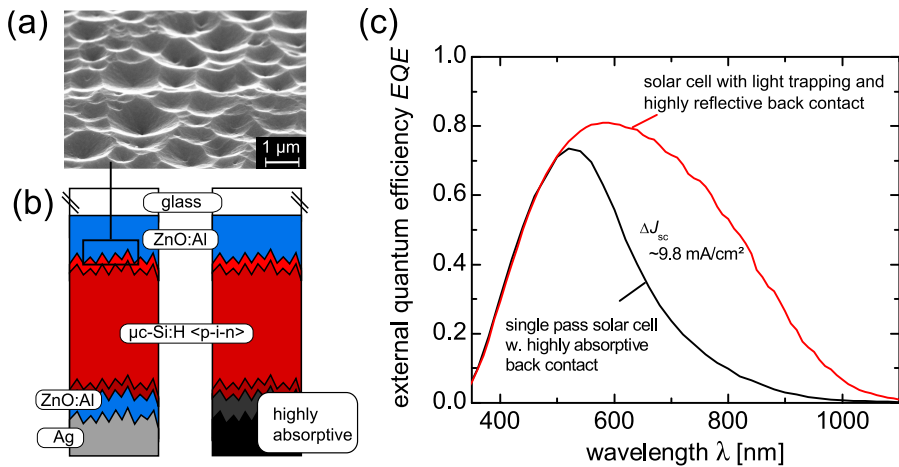 (a)
1 µm
(b)
glass
ZnO:Al
µc-Si:H <p-i-n>
ZnO:Al
Ag
highly
absorptive
(c)
external quantum efficiency EQE
1.0
0.8
0.6
0.4
0.2
0.0
solar cell with light trapping and
highly reflective back contact
ΔJsc
~9.8 mA/cm²
single pass solar cell
w. highly absorptive
back contact
400 600 800 1000
wavelength λ [nm]